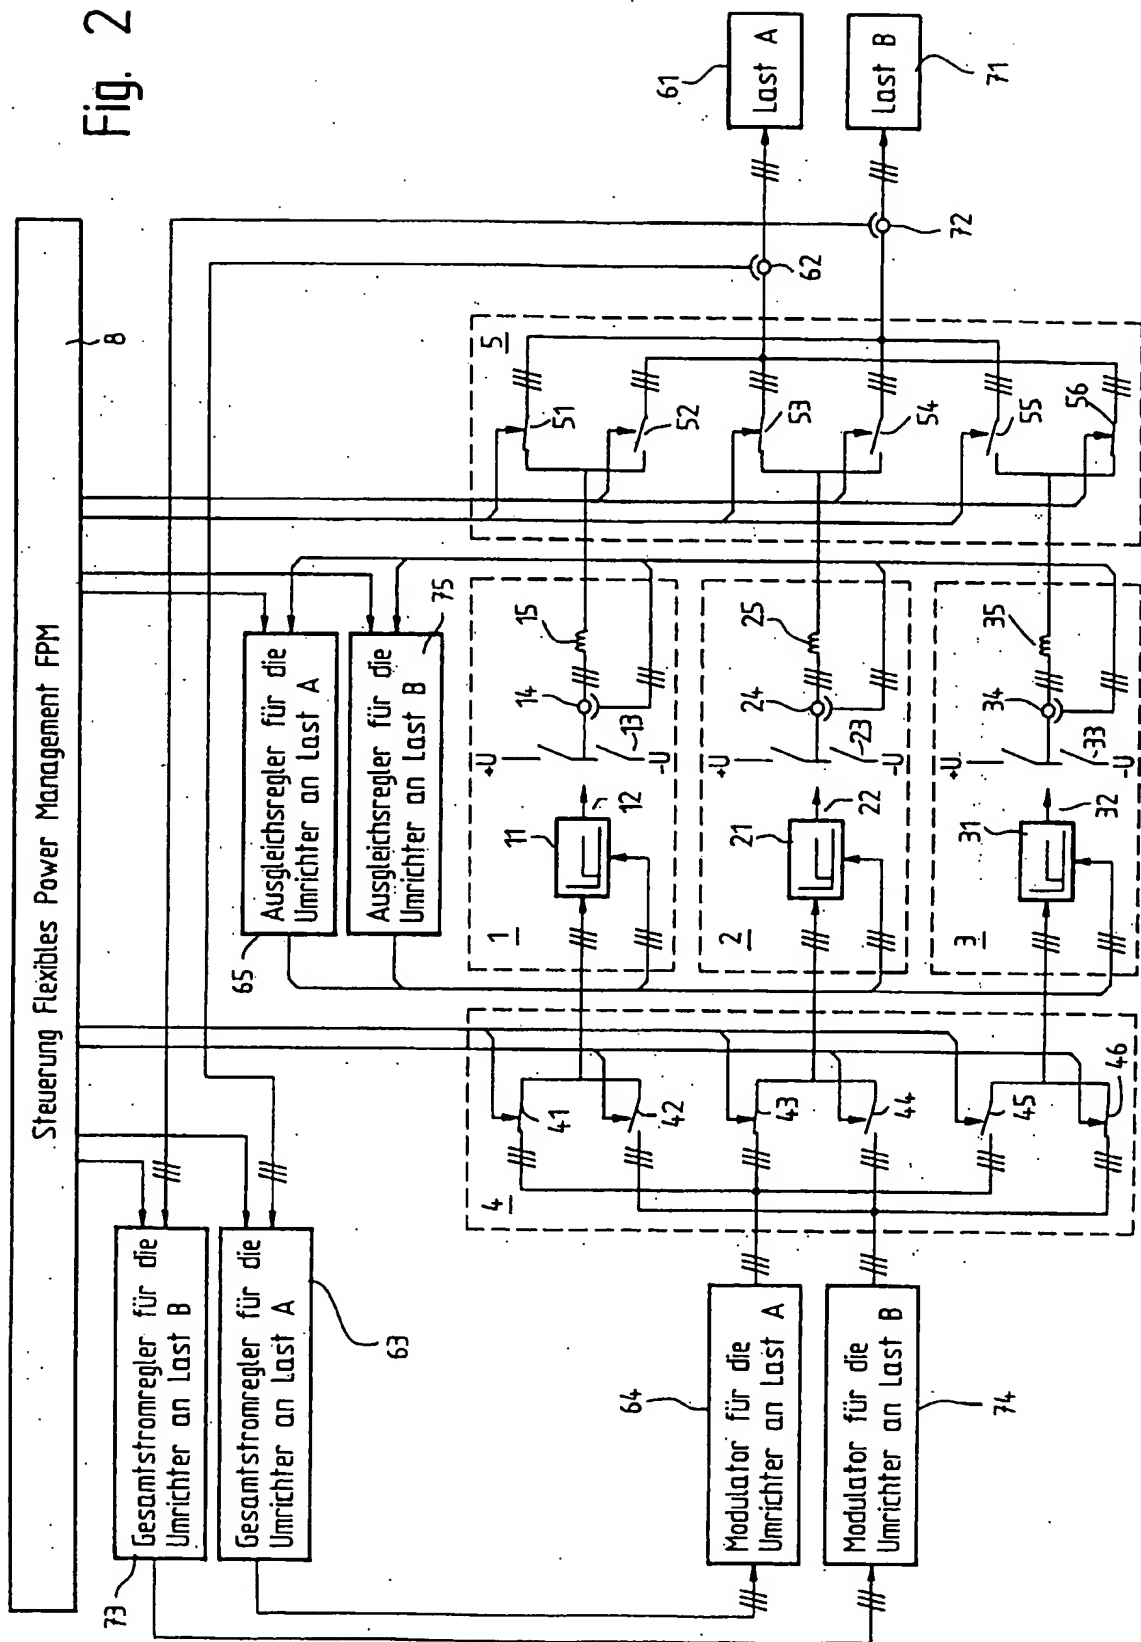 Fig. 2
Steuerung Flexibles Power Management FPM
8
73
Gesamtstromregler für die
Umrichter an Last B
Gesamtstromregler für die
Umrichter an Last A
63
65
Ausgleichsregler für die
Umrichter an Last A
Ausgleichsregler für die
Umrichter an Last B
75
64
Modulator für die
Umrichter an Last A
Modulator für die
Umrichter an Last B
74
4
41
42
43
44
45
46
1
11
12
+U
-U
13
14
15
2
21
22
+U
-U
23
24
25
3
31
32
+U
-U
33
34
35
5
51
52
53
54
55
56
62
72
61
Last A
Last B
71